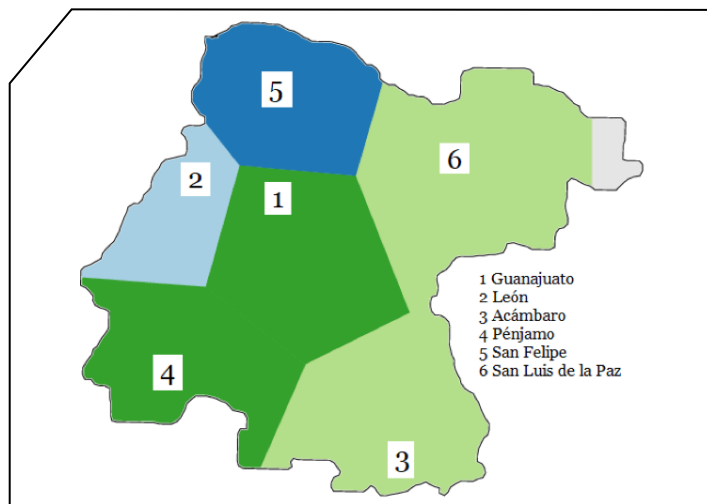 5
6
2
1
1 Guanajuato
2 León
3 Acámbaro
4 Pénjamo
5 San Felipe
6 San Luis de la Paz
4
3